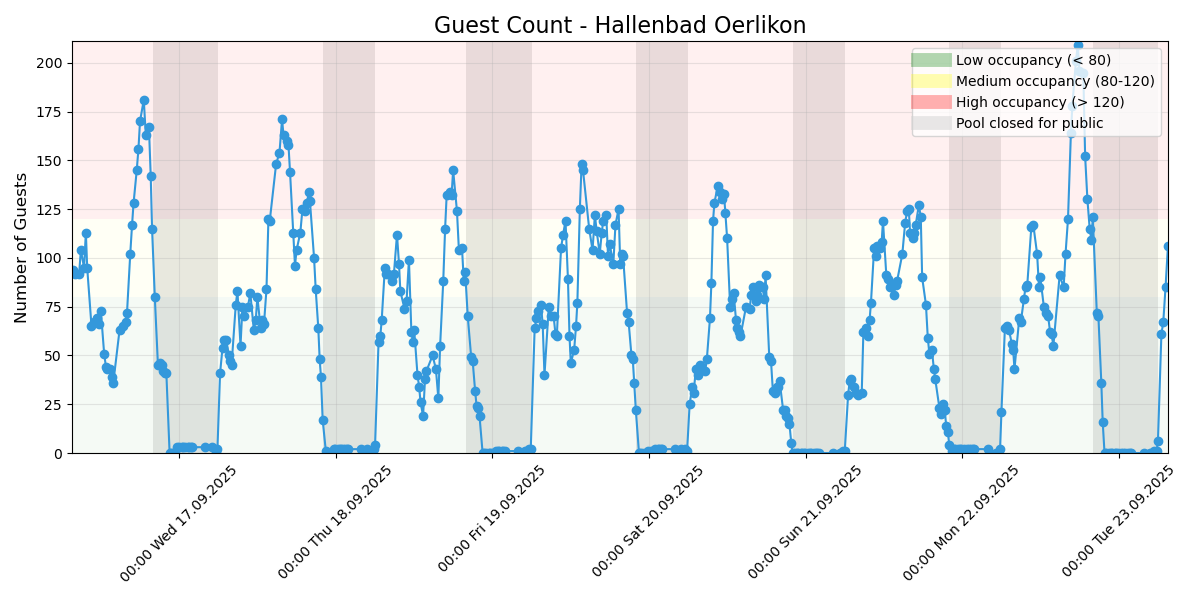 Guest Count - Hallenbad Oerlikon
Number of Guests
200
175
150
125
100
75
50
25
0
Low occupancy (< 80)
Medium occupancy (80-120)
High occupancy (> 120)
Pool closed for public
00:00 Wed 17.09.2025
00:00 Thu 18.09.2025
00:00 Fri 19.09.2025
00:00 Sat 20.09.2025
00:00 Sun 21.09.2025
00:00 Mon 22.09.2025
00:00 Tue 23.09.2025